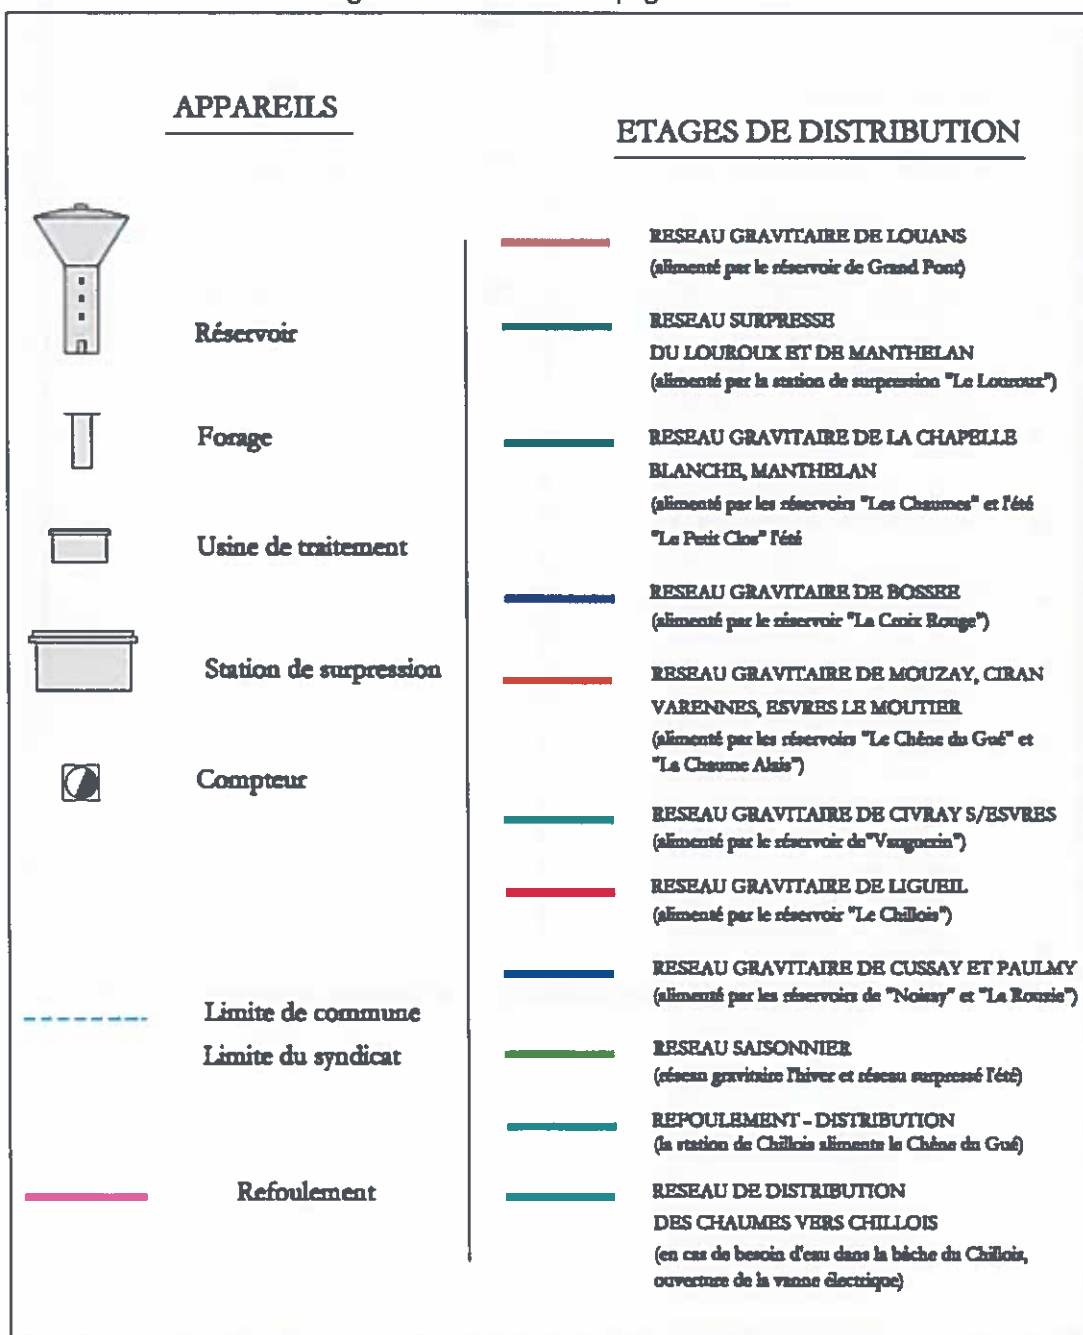 APPAREILS
Réservoir
Forage
Usine de traitement
Station de surpression
Compteur
Limite de commune
Limite du syndicat
Refoulement
ETAGES DE DISTRIBUTION
RESEAU GRAVITAIRE DE LOUANS
(alimenté par le réservoir de Grand Pont)
RESEAU SURPRESSE
DU LOUROUX ET DE MANTHELAN
(alimenté par la station de surpression "Le Louroux")
RESEAU GRAVITAIRE DE LA CHAPELLE
BLANCHE, MANTHELAN
(alimenté par les réservoirs "Les Chaumes" et l'été
"Le Petit Clos" l'été
RESEAU GRAVITAIRE DE BOSSEE
(alimenté par le réservoir "La Croix Rouge")
RESEAU GRAVITAIRE DE MOUZAY, CIRAN
VARENNES, ESVRES LE MOUTIER
(alimenté par les réservoirs "Le Chêne du Gué" et
"La Chaume Alais")
RESEAU GRAVITAIRE DE CIVRAY S/ESVRES
(alimenté par le réservoir de "Vauguerin")
RESEAU GRAVITAIRE DE LIGUEIL
(alimenté par le réservoir "Le Chillois")
RESEAU GRAVITAIRE DE CUSSAY ET PAULMY
(alimenté par les réservoirs de "Noisay" et "La Rouzie")
RESEAU SAISONNIER
(réseau gravitaire l'hiver et réseau surpressé l'été)
REFOULEMENT - DISTRIBUTION
(la station de Chillois alimente le Chêne du Gué)
RESEAU DE DISTRIBUTION
DES CHAUMES VERS CHILLOIS
(en cas de besoin d'eau dans la bâche du Chillois,
ouverture de la vanne électrique)